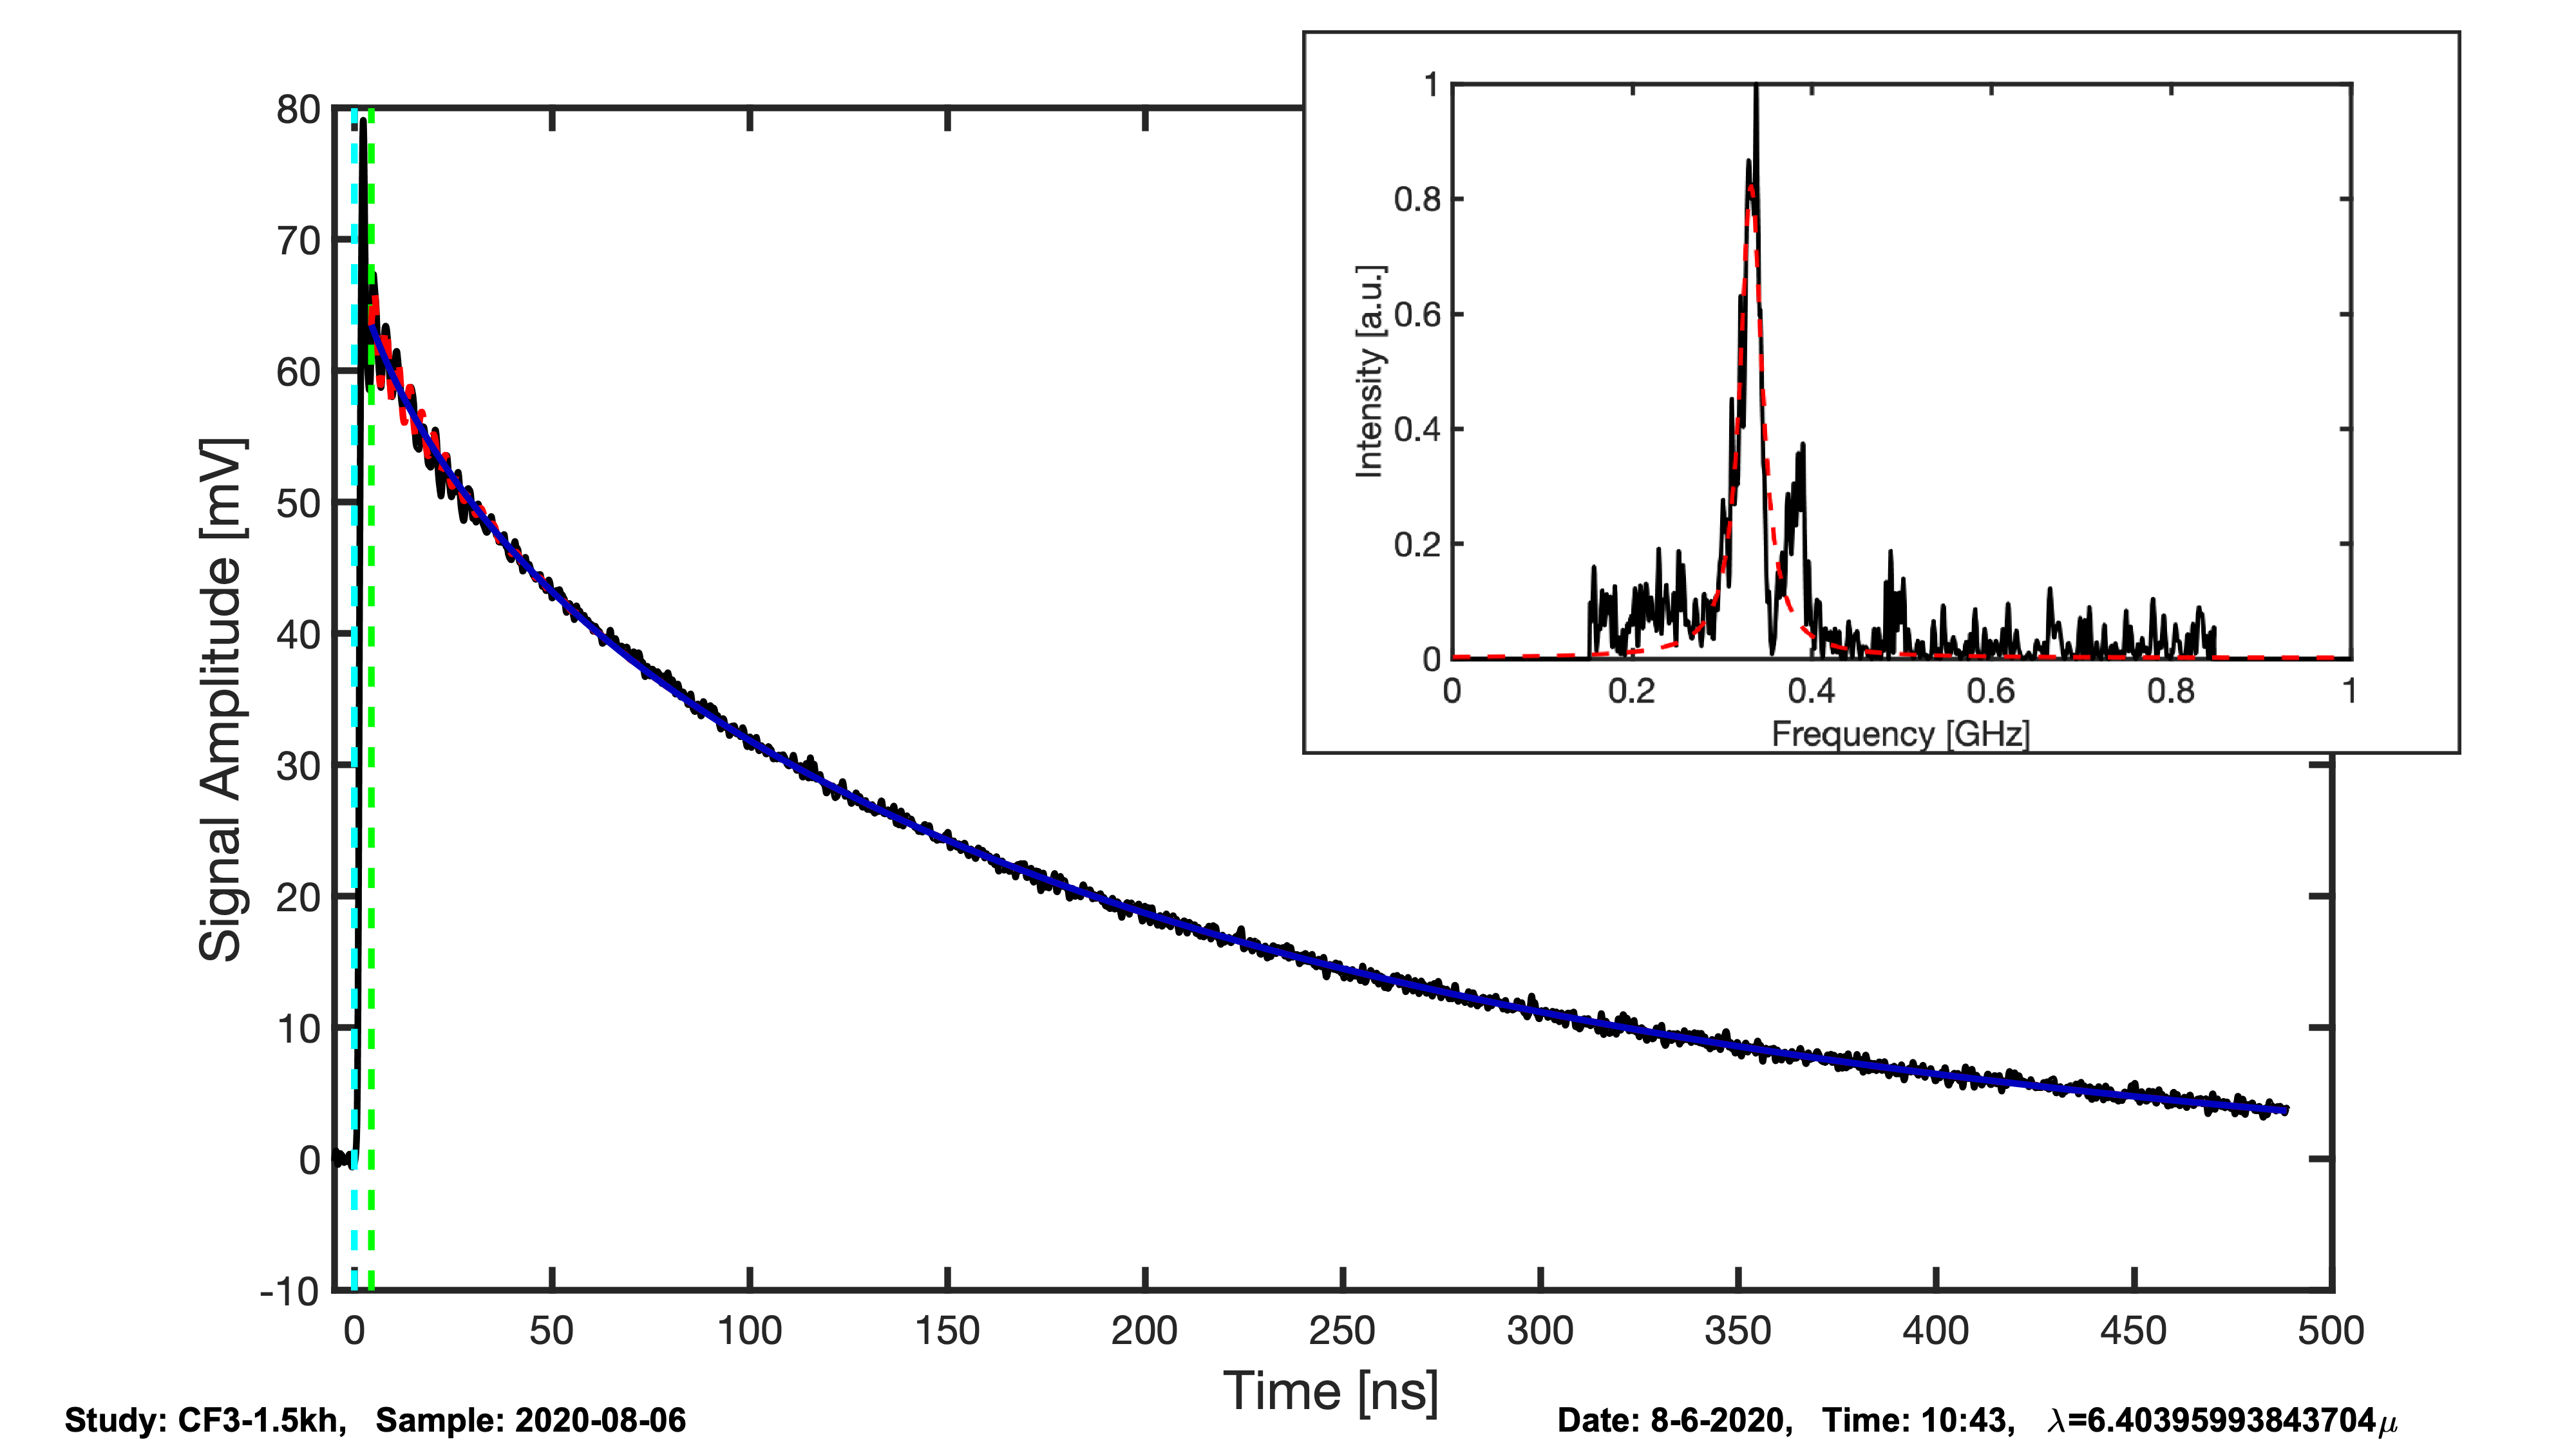 80
70
60
50
40
30
20
10
0
-10
Signal Amplitude [mV]
0 50 100 150 200 250 300 350 400 450 500
Time [ns]
1
0.8
0.6
0.4
0.2
0
Intensity [a.u.]
0 0.2 0.4 0.6 0.8 1
Frequency [GHz]
Study: CF3-1.5kh, Sample: 2020-08-06
Date: 8-6-2020, Time: 10:43, λ=6.40395993843704μ